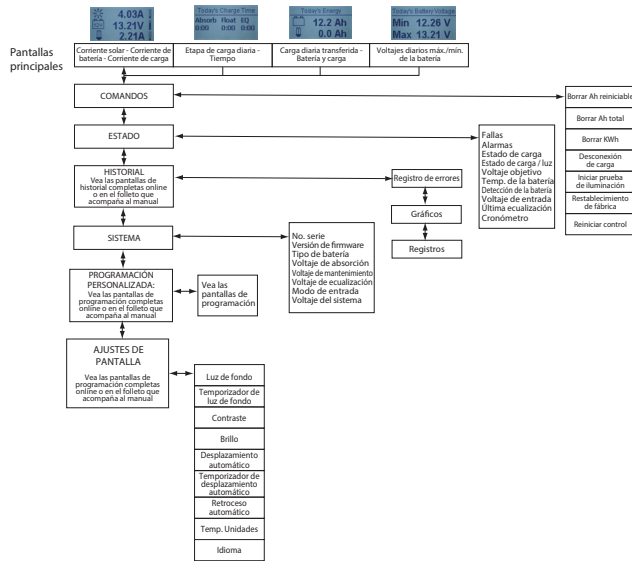 4.03A
13.21V
2.21A
Today's Charge Time
Absorb Float EQ
0:00 0:00 0:00
Today's Energy
12.2 Ah
0.0 Ah
Today's Battery Voltage
Min 12.26 V
Max 13.21 V
Pantallas
principales
Corriente solar - Corriente de
batería - Corriente de carga
Etapa de carga diaria -
Tiempo
Carga diaria transferida -
Batería y carga
Voltajes diarios máx./mín.
de la batería
COMANDOS
Borrar Ah reiniciable
Borrar Ah total
Borrar KWh
Desconexión
de carga
Iniciar prueba
de iluminación
Restablecimiento
de fábrica
Reiniciar control
ESTADO
Fallas
Alarmas
Estado de carga
Estado de carga / luz
Voltaje objetivo
Temp. de la batería
Detección de la batería
Voltaje de entrada
Última ecualización
Cronómetro
HISTORIAL
Vea las pantallas de
historial completas online
o en el folleto que
acompaña al manual
Registro de errores
Gráficos
Registros
SISTEMA
No. serie
Versión de firmware
Tipo de batería
Voltaje de absorción
Voltaje de mantenimiento
Voltaje de ecualización
Modo de entrada
Voltaje del sistema
PROGRAMACIÓN
PERSONALIZADA:
Vea las pantallas de
programación completas
online o en el folleto que
acompaña al manual
Vea las
pantallas de
programación
AJUSTES DE
PANTALLA
Vea las pantallas de
programación completas
online o en el folleto que
acompaña al manual
Luz de fondo
Temporizador de
luz de fondo
Contraste
Brillo
Desplazamiento
automático
Temporizador de
desplazamiento
automático
Retroceso
automático
Temp. Unidades
Idioma